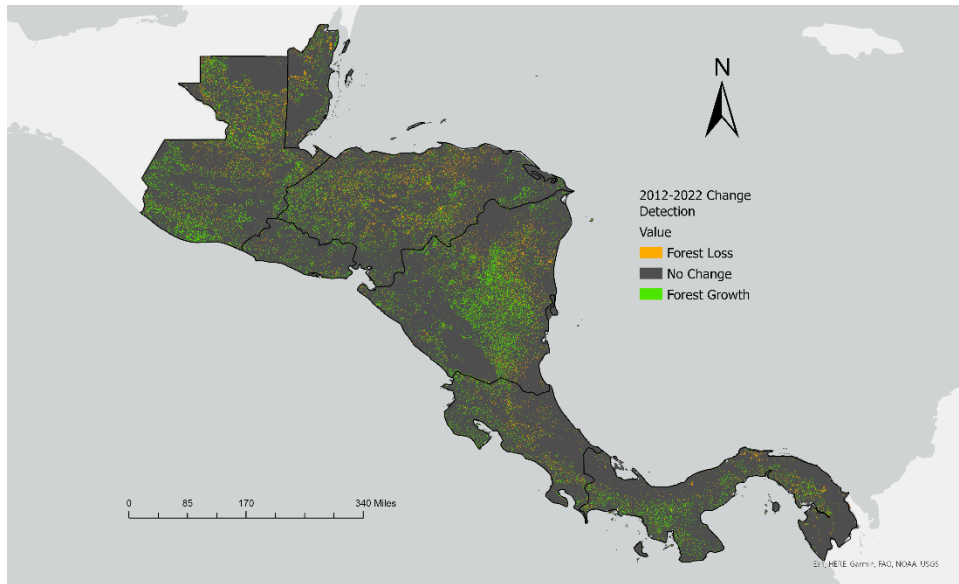 N
2012-2022 Change
Detection
Value
Forest Loss
No Change
Forest Growth
0 85 170 340 Miles
Esri, HERE, Garmin, FAO, NOAA, USGS